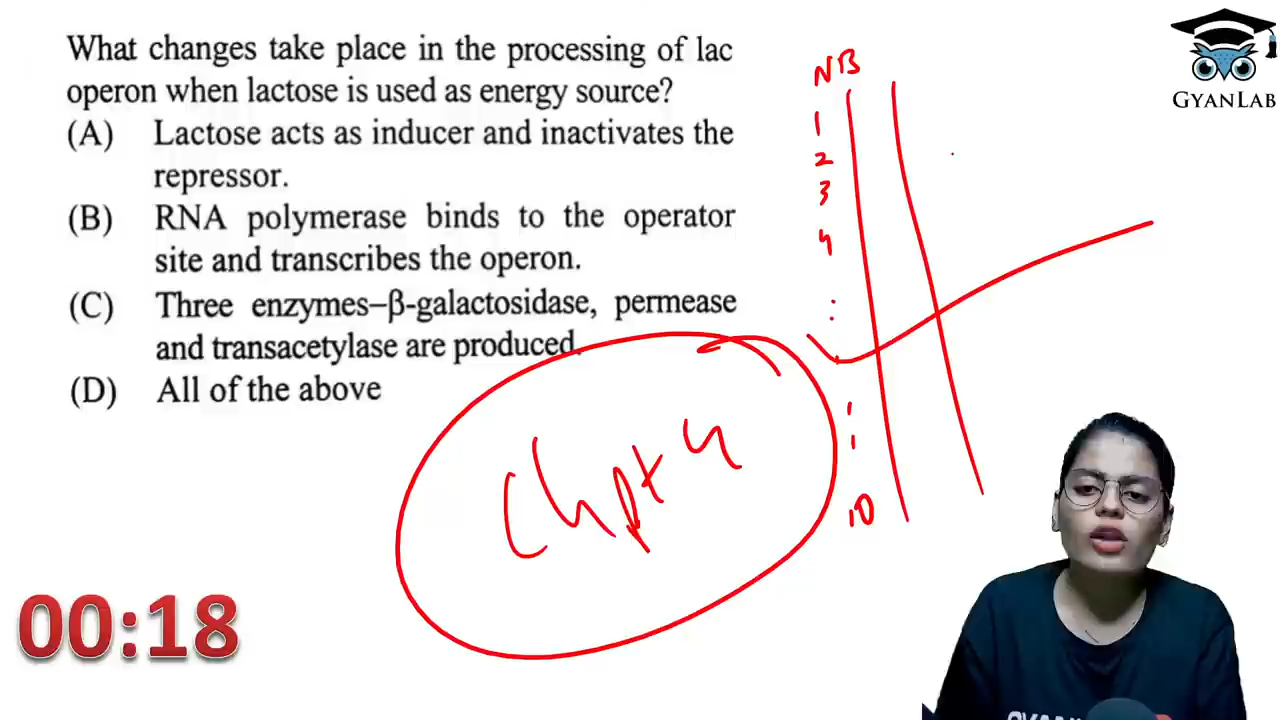 What changes take place in the processing of lac
operon when lactose is used as energy source?
(A) Lactose acts as inducer and inactivates the
repressor.
(B) RNA polymerase binds to the operator
site and transcribes the operon.
(C) Three enzymes–β-galactosidase, permease
and transacetylase are produced.
(D) All of the above
NB
1
2
3
4
10
Chpt 4
00:18
GYANLAB